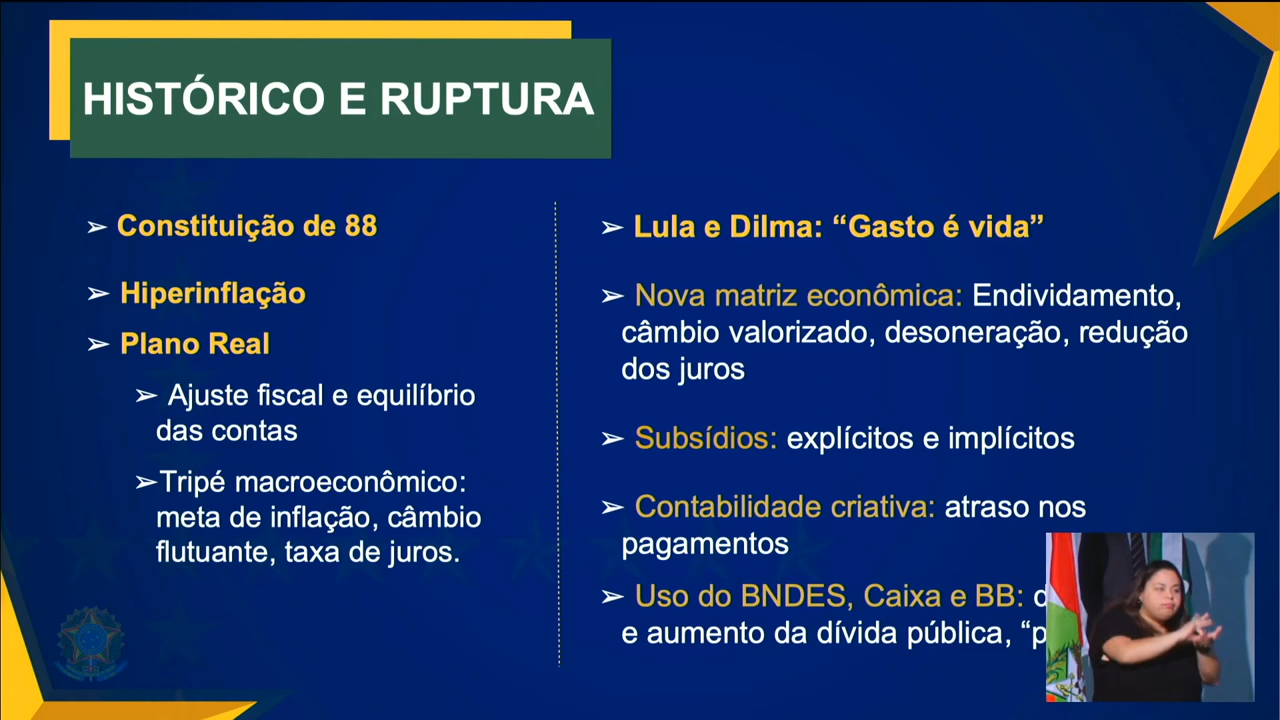 HISTÓRICO E RUPTURA
➢ Constituição de 88
➢ Hiperinflação
➢ Plano Real
➢ Ajuste fiscal e equilíbrio
das contas
➢Tripé macroeconômico:
meta de inflação, câmbio
flutuante, taxa de juros.
➢ Lula e Dilma: “Gasto é vida”
➢ Nova matriz econômica: Endividamento,
câmbio valorizado, desoneração, redução
dos juros
➢ Subsídios: explícitos e implícitos
➢ Contabilidade criativa: atraso nos
pagamentos
➢ Uso do BNDES, Caixa e BB:
e aumento da dívida pública,